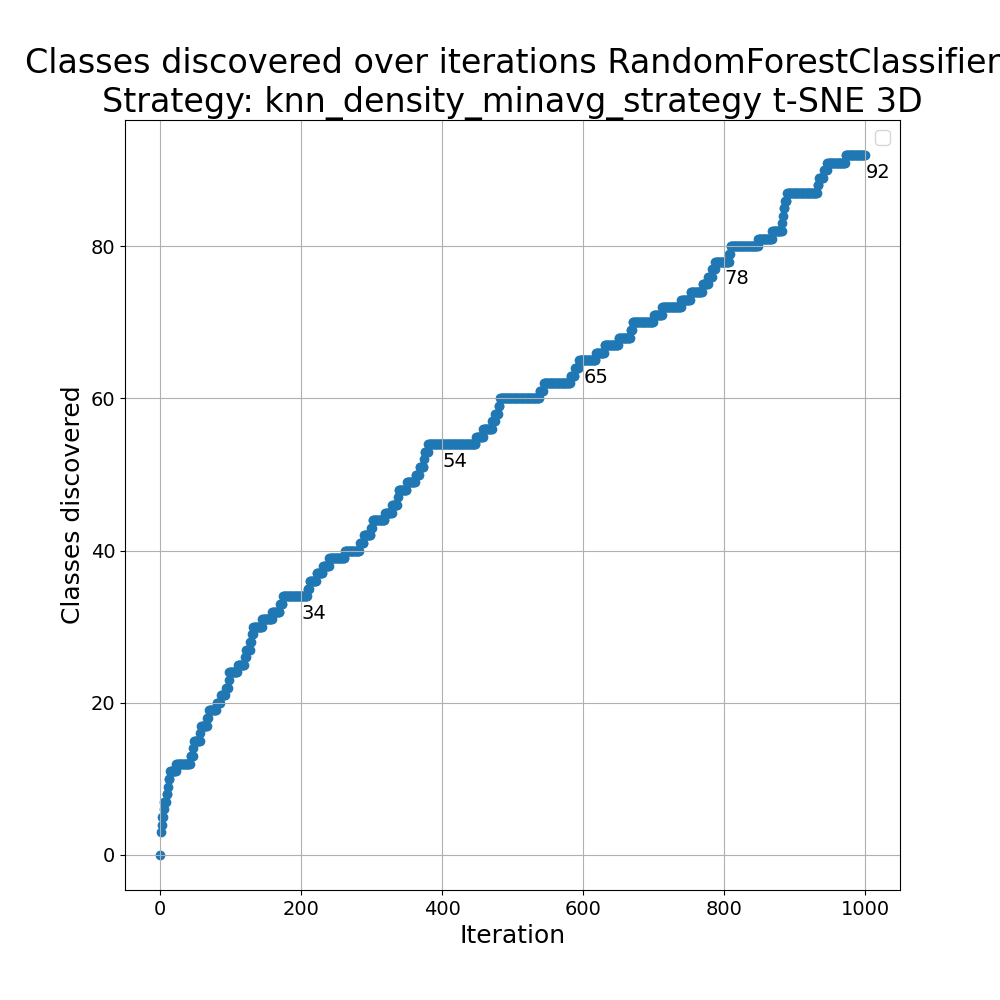 Classes discovered over iterations RandomForestClassifier
Strategy: knn_density_minavg_strategy t-SNE 3D
92
80
78
65
60
54
Classes discovered
40
34
20
0
0 200 400 600 800 1000
Iteration